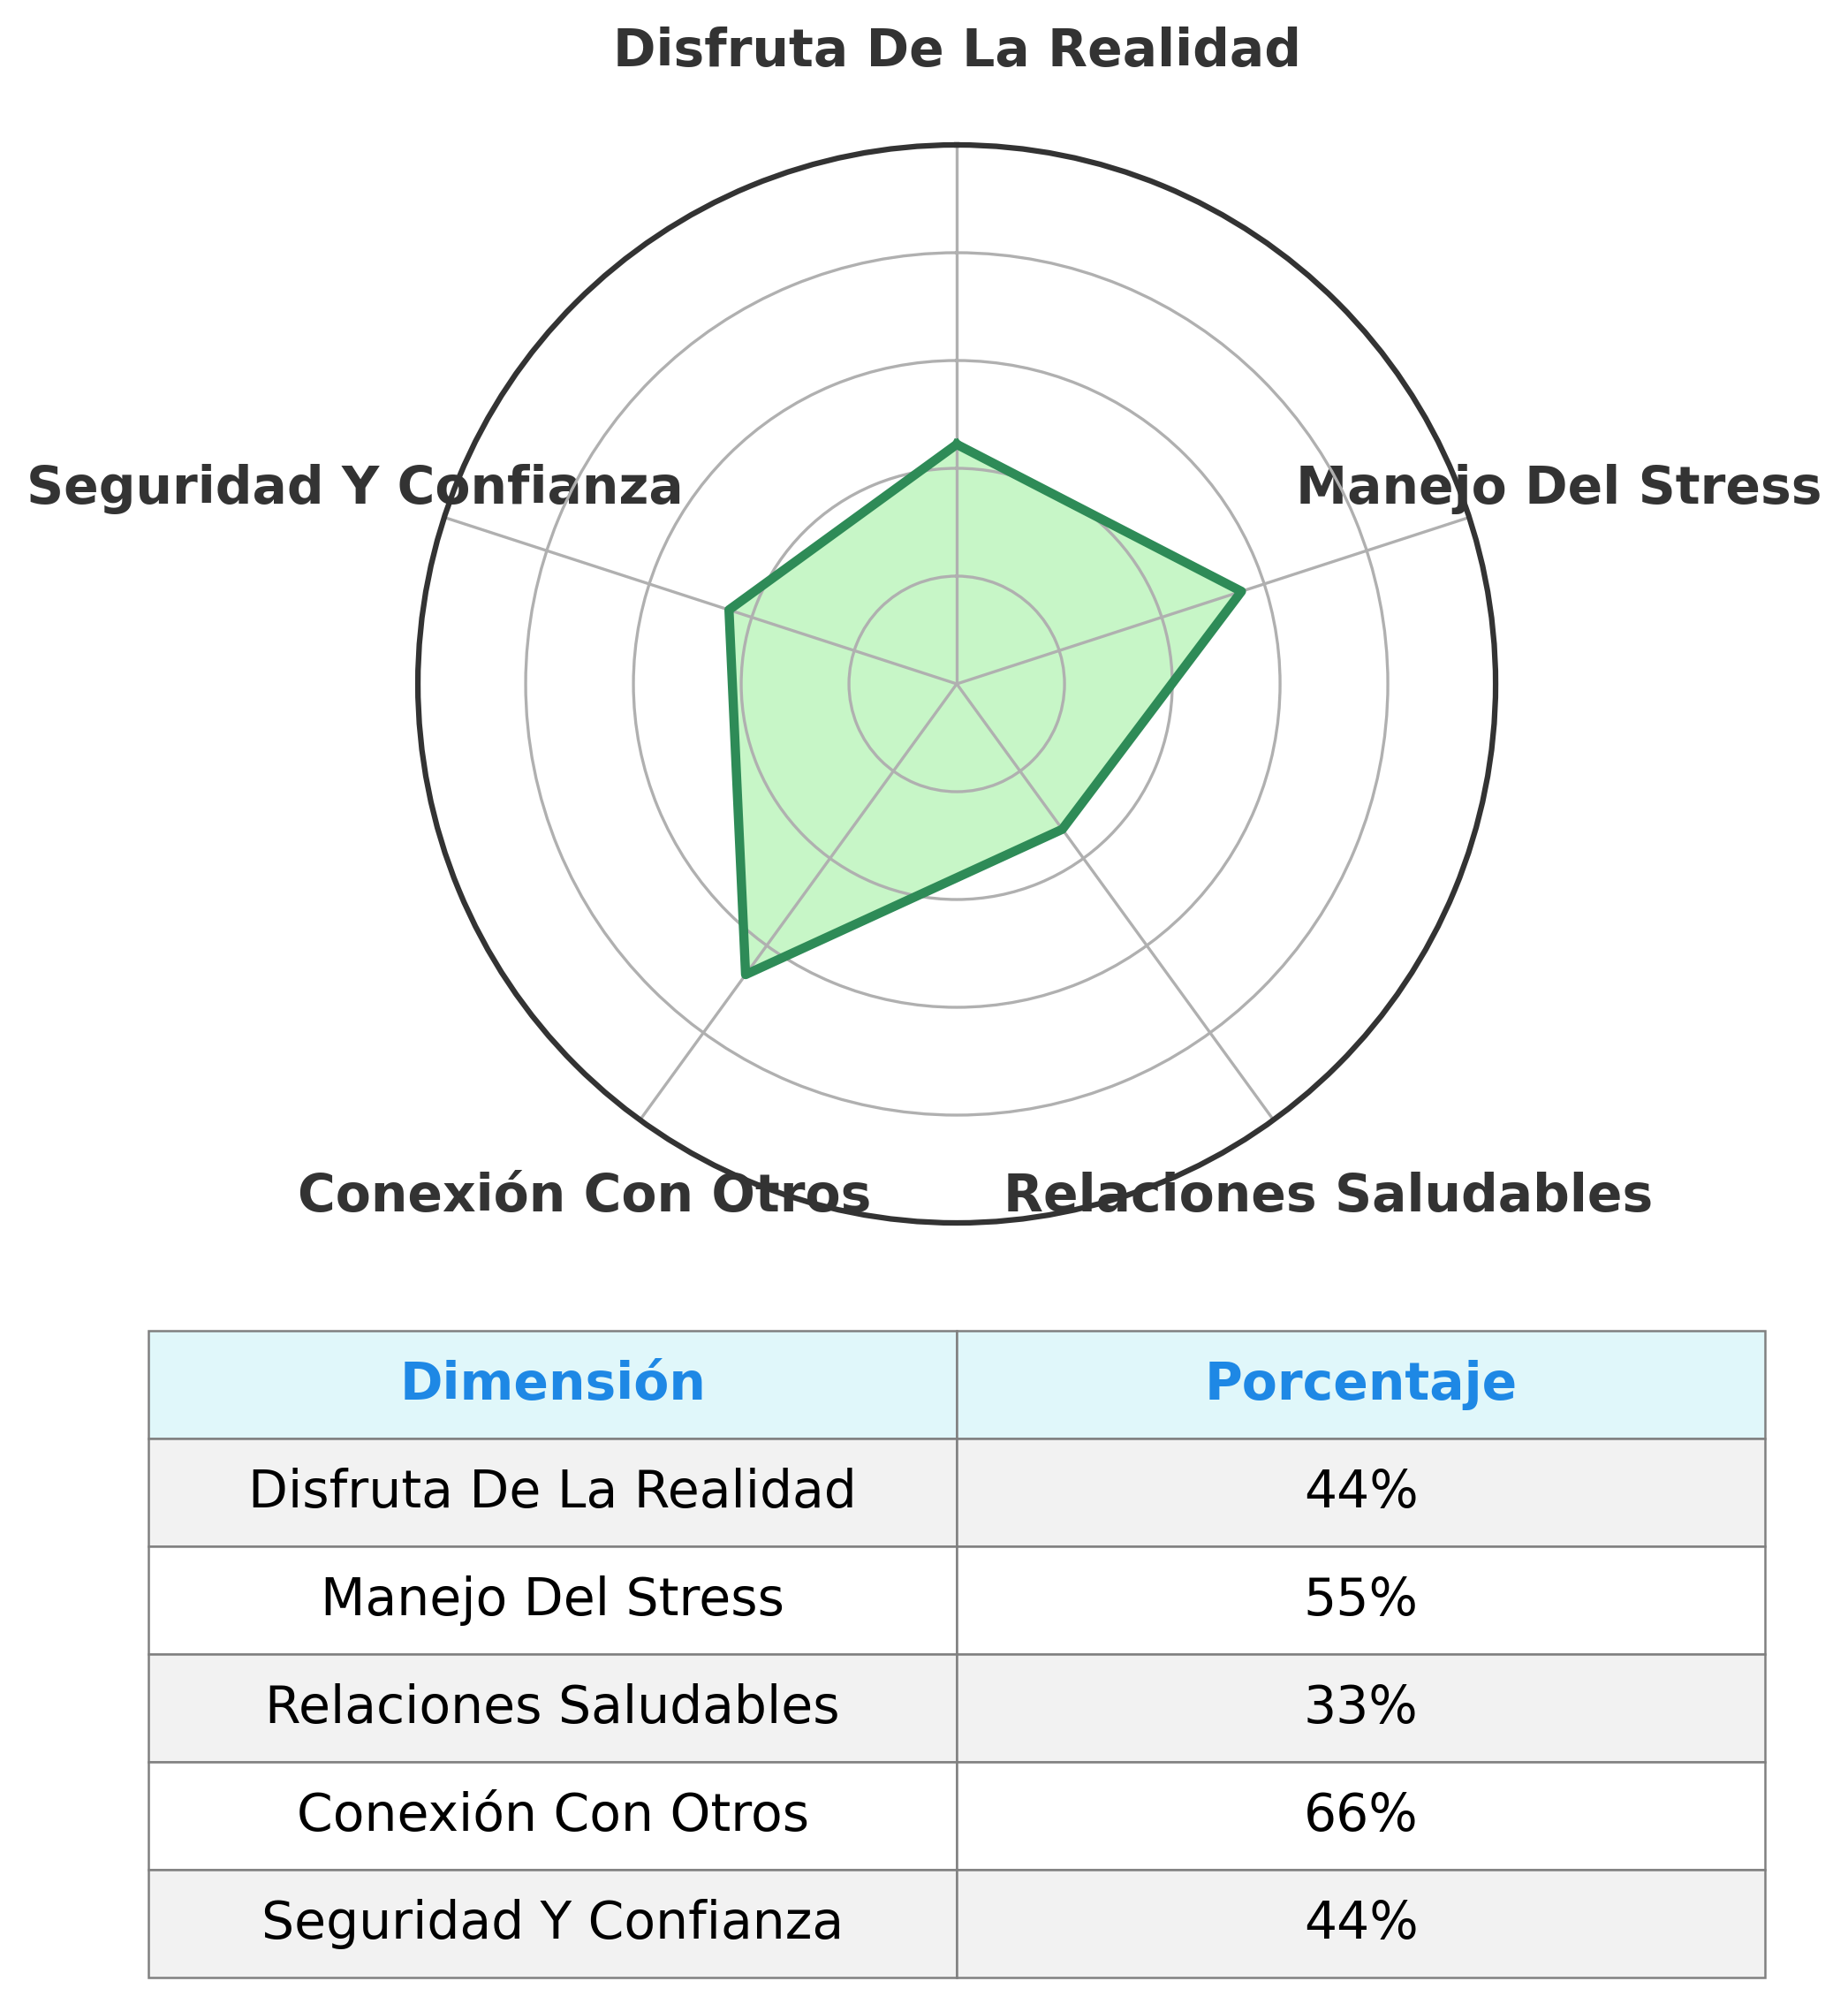 Disfruta De La Realidad
Seguridad Y Confianza
Manejo Del Stress
Conexión Con Otros
Relaciones Saludables
Dimensión Porcentaje
Disfruta De La Realidad 44%
Manejo Del Stress 55%
Relaciones Saludables 33%
Conexión Con Otros 66%
Seguridad Y Confianza 44%